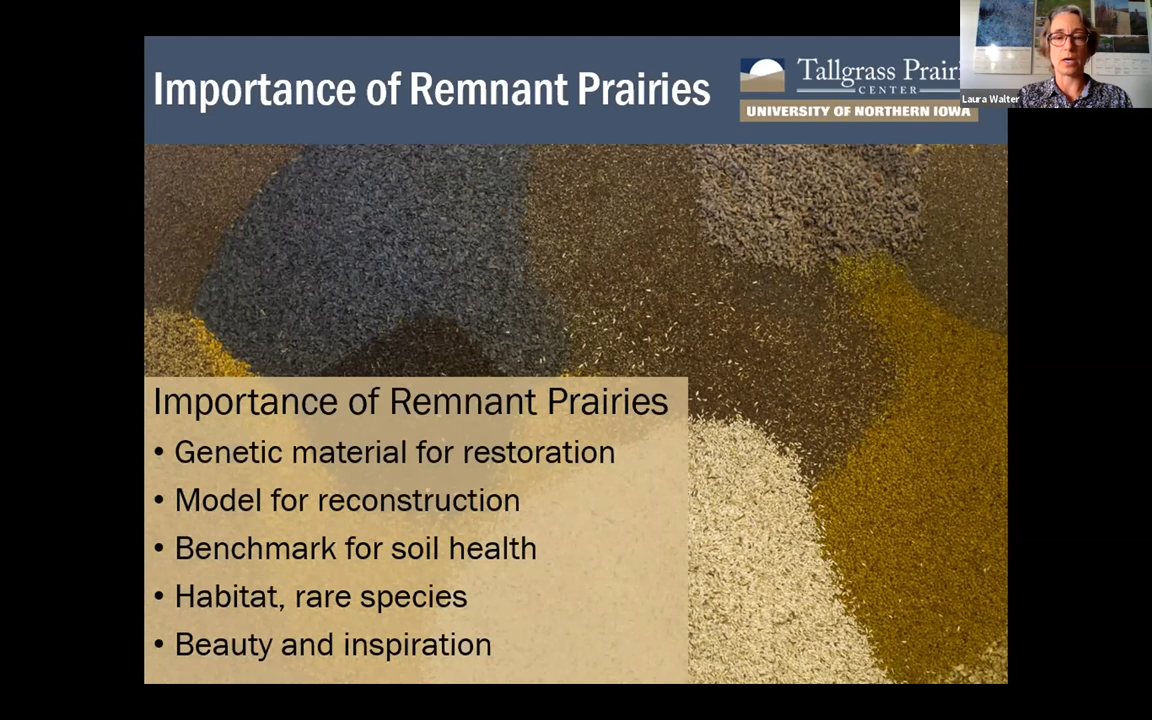 Importance of Remnant Prairies
Tallgrass Prairi
CENTER
UNIVERSITY OF NORTHERN IOWA
Laura Walter
Importance of Remnant Prairies
• Genetic material for restoration
• Model for reconstruction
• Benchmark for soil health
• Habitat, rare species
• Beauty and inspiration